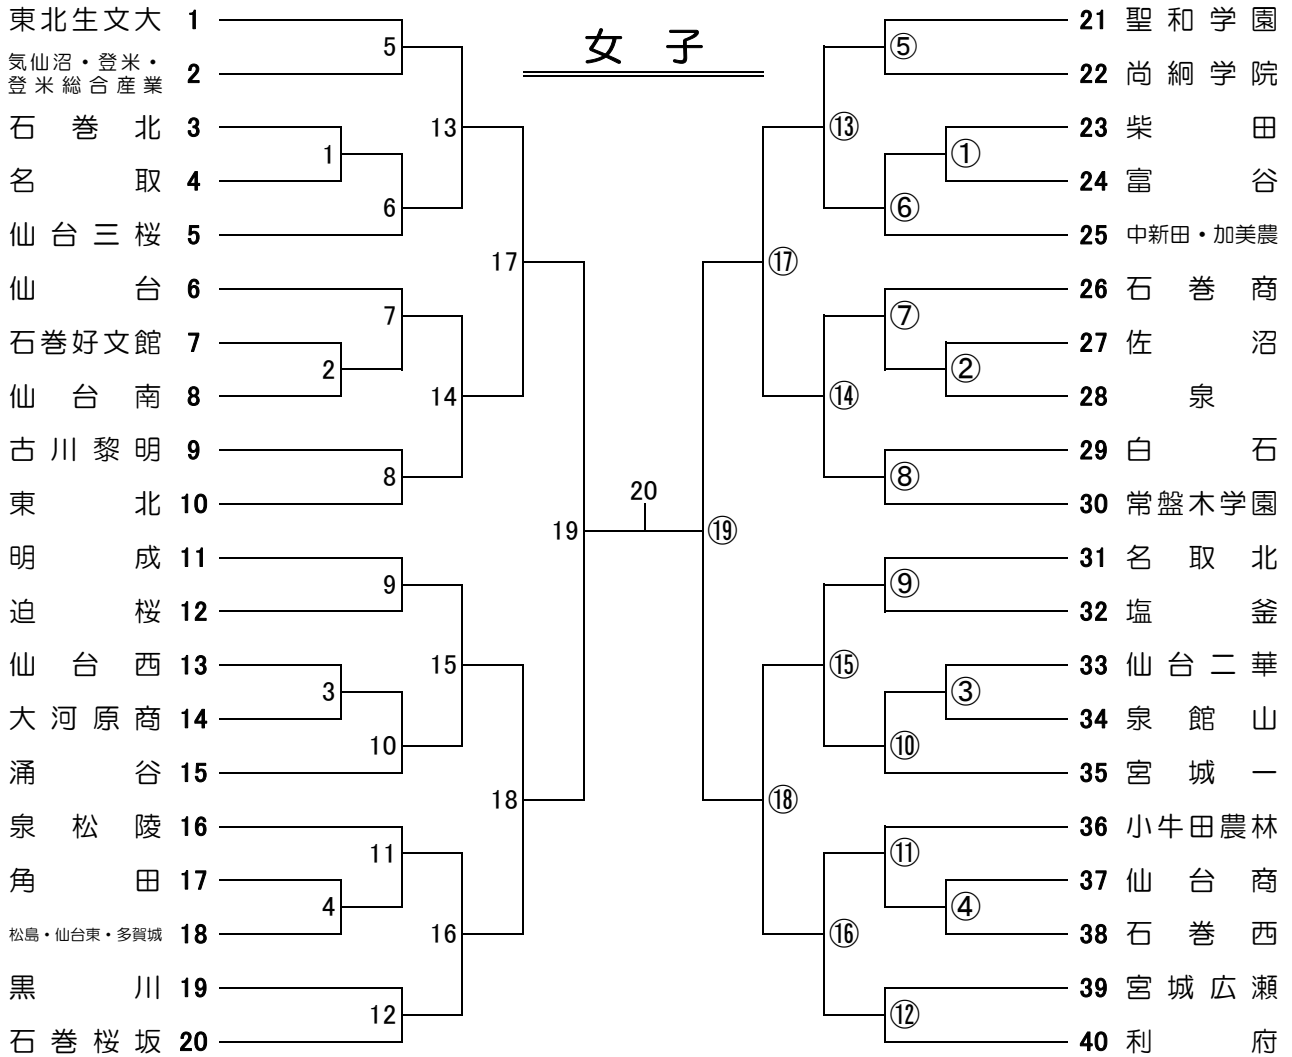 女子
東北生文大 1
気仙沼・登米・
登米総合産業 2
石巻北 3
名取 4
仙台三桜 5
仙台 6
石巻好文館 7
仙台南 8
古川黎明 9
東北 10
明成 11
迫桜 12
仙台西 13
大河原商 14
涌谷 15
泉松陵 16
角田 17
松島・仙台東・多賀城 18
黒川 19
石巻桜坂 20
5
1
6
7
2
8
9
3
10
11
4
12
13
14
15
16
17
18
19
20
⑲
⑰
⑱
⑬
⑭
⑮
⑯
⑤
①
⑥
⑦
②
⑧
⑨
③
⑩
⑪
④
⑫
21 聖和学園
22 尚絅学院
23 柴田
24 富谷
25 中新田・加美農
26 石巻商
27 佐沼
28 泉
29 白石
30 常盤木学園
31 名取北
32 塩釜
33 仙台二華
34 泉館山
35 宮城一
36 小牛田農林
37 仙台商
38 石巻西
39 宮城広瀬
40 利府